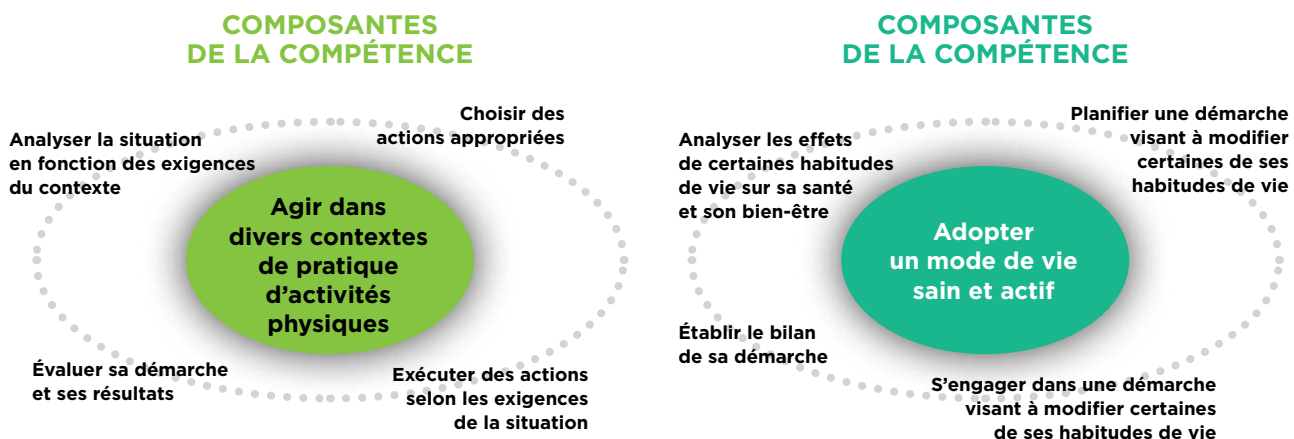 COMPOSANTES
DE LA COMPÉTENCE
Analyser la situation
en fonction des exigences
du contexte
Choisir des
actions appropriées
Agir dans
divers contextes
de pratique
d'activités
physiques
Évaluer sa démarche
et ses résultats
Exécuter des actions
selon les exigences
de la situation
COMPOSANTES
DE LA COMPÉTENCE
Analyser les effets
de certaines habitudes
de vie sur sa santé
et son bien-être
Planifier une démarche
visant à modifier
certaines de ses
habitudes de vie
Adopter
un mode de vie
sain et actif
Établir le bilan
de sa démarche
S'engager dans une démarche
visant à modifier certaines
de ses habitudes de vie